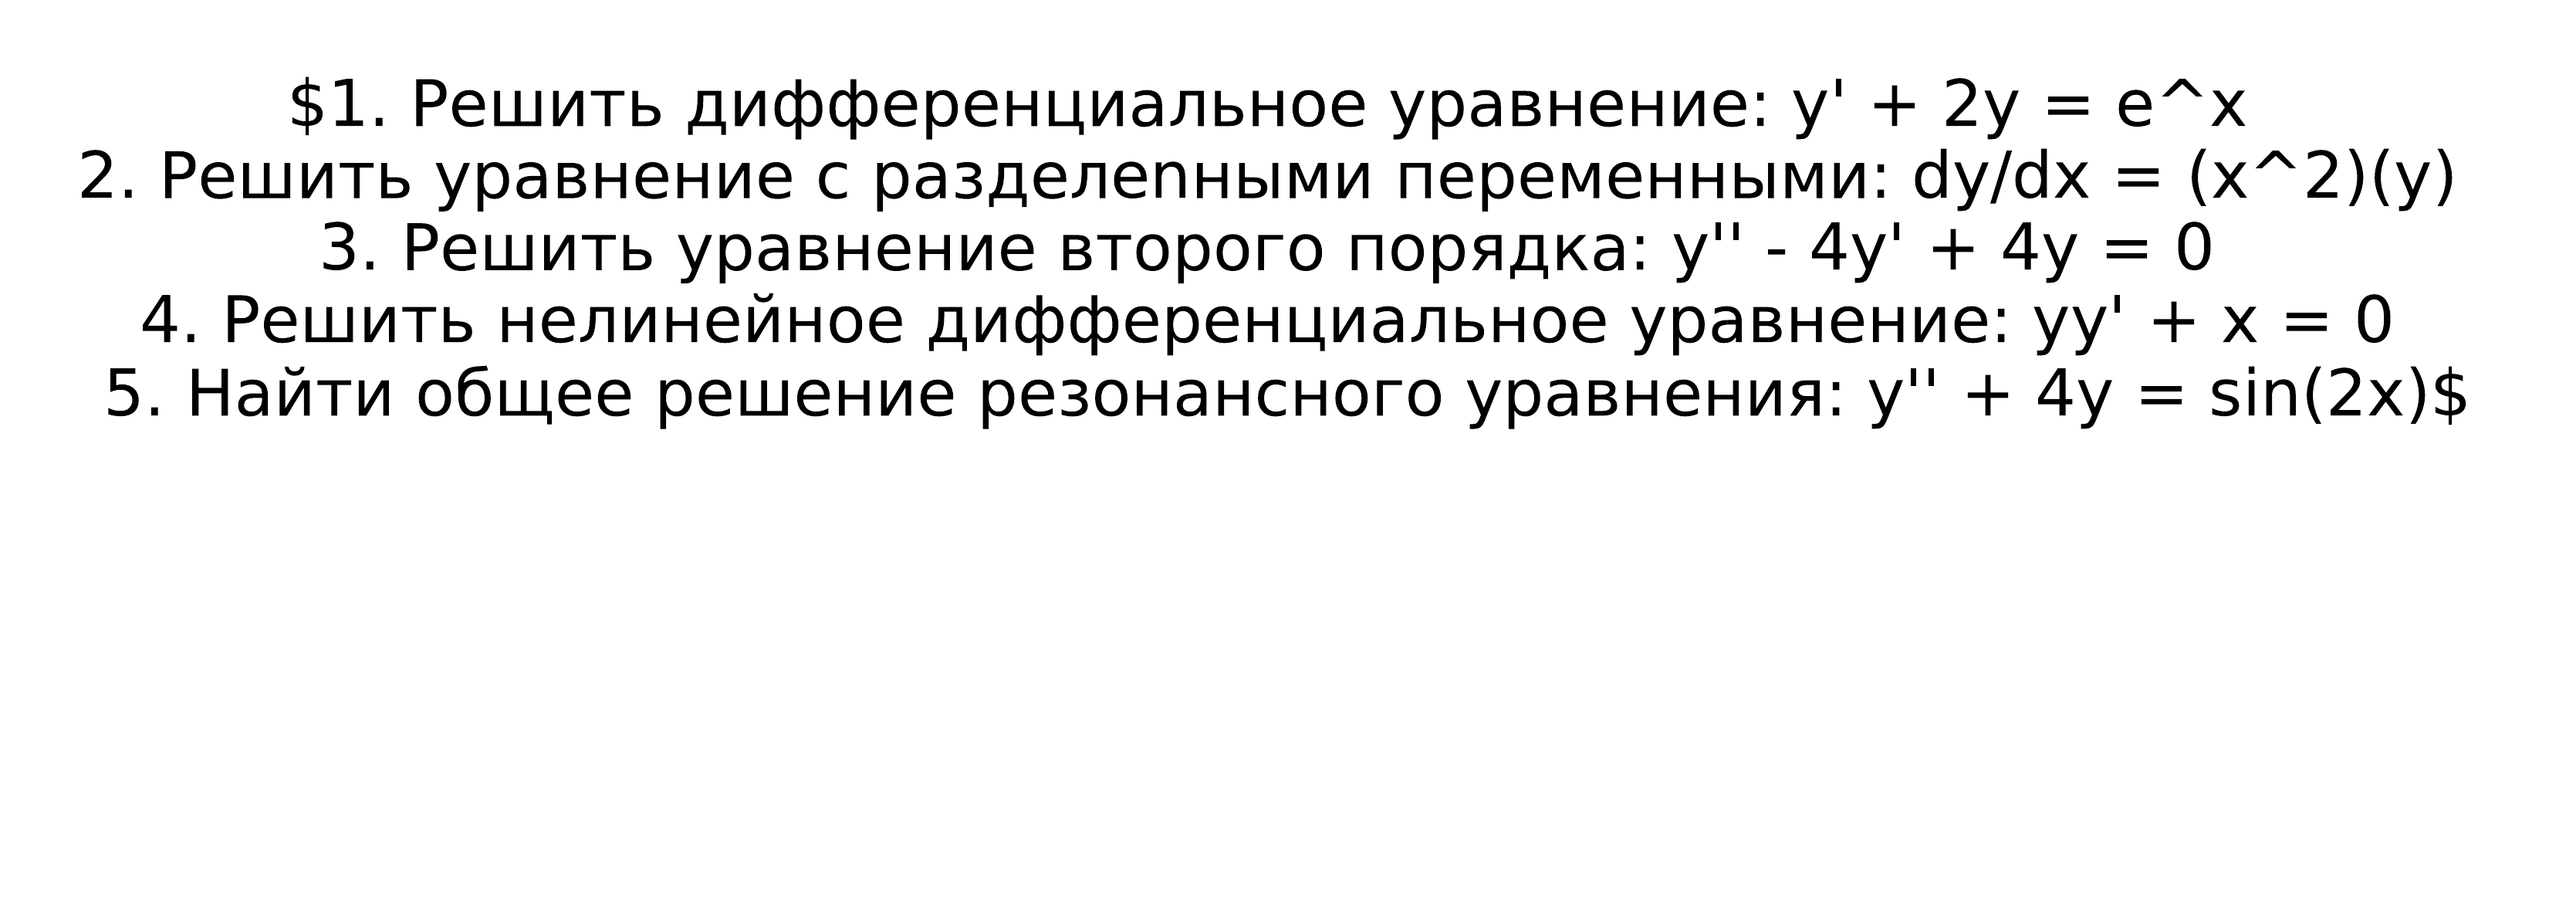 $1. Решить дифференциальное уравнение: y' + 2y = e^x
2. Решить уравнение с разделеnными переменными: dy/dx = (x^2)(y)
3. Решить уравнение второго порядка: y'' - 4y' + 4y = 0
4. Решить нелинейное дифференциальное уравнение: yy' + x = 0
5. Найти общее решение резонансного уравнения: y'' + 4y = sin(2x)$